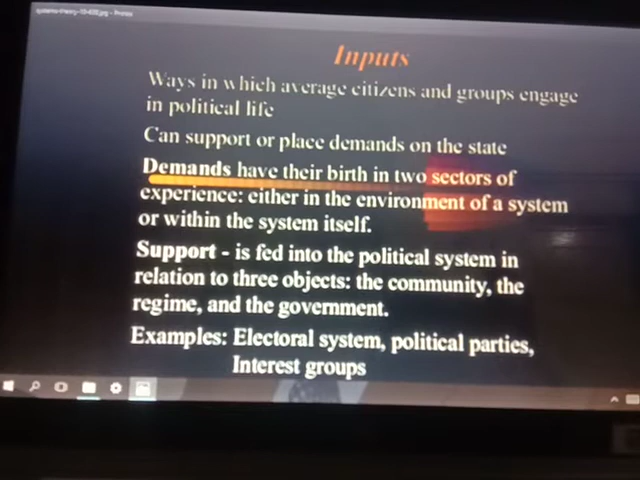 Inputs
Ways in which average citizens and groups engage
in political life
Can support or place demands on the state
Demands have their birth in two sectors of
experience: either in the environment of a system
or within the system itself.
Support - is fed into the political system in
relation to three objects: the community, the
regime, and the government.
Examples: Electoral system, political parties,
Interest groups